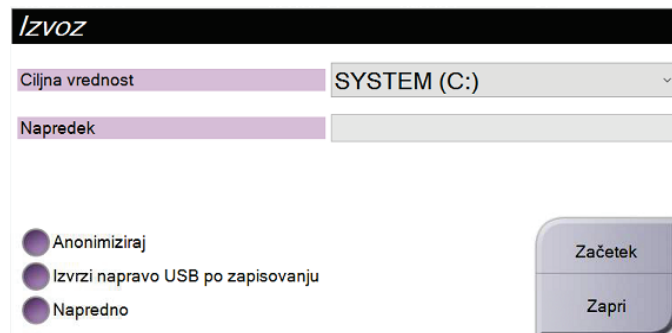 Izvoz
Ciljna vrednost SYSTEM (C:)
Napredek
Anonimiziraj
Izvrzi napravo USB po zapisovanju
Napredno
Začetek
Zapri